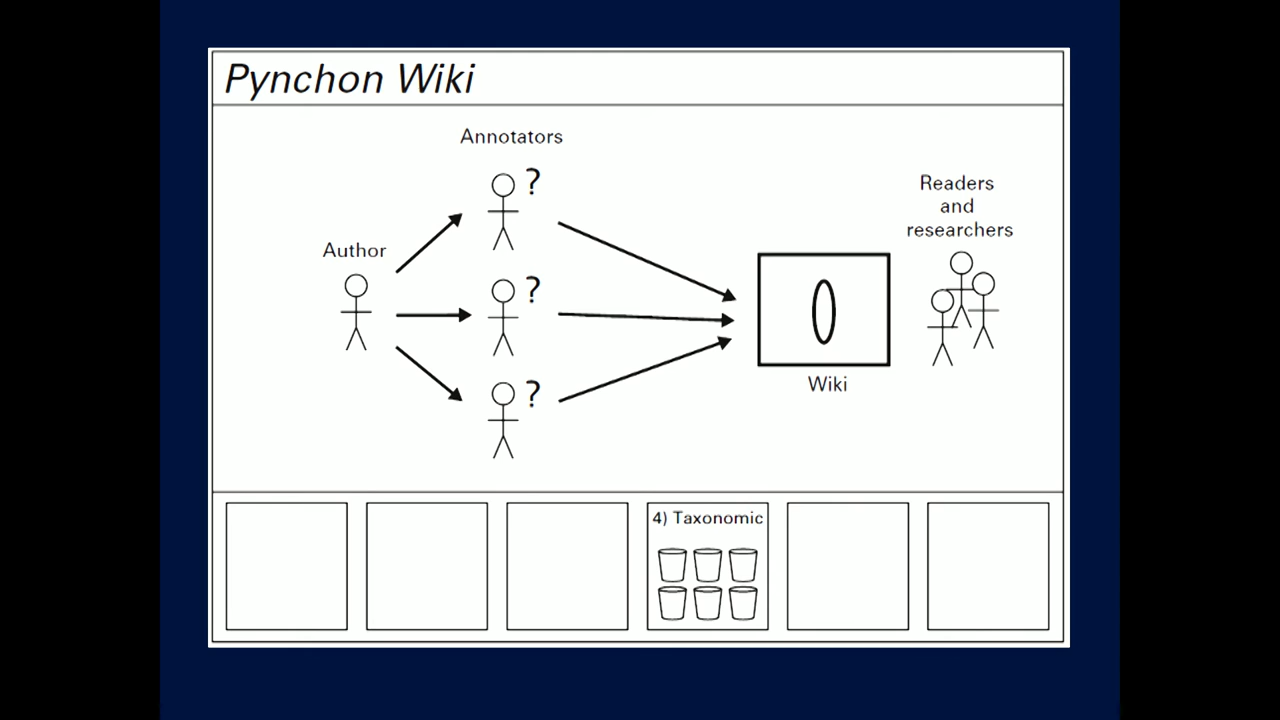 Pynchon Wiki
Annotators
?
Readers
and
researchers
Author
?
Wiki
?
4) Taxonomic